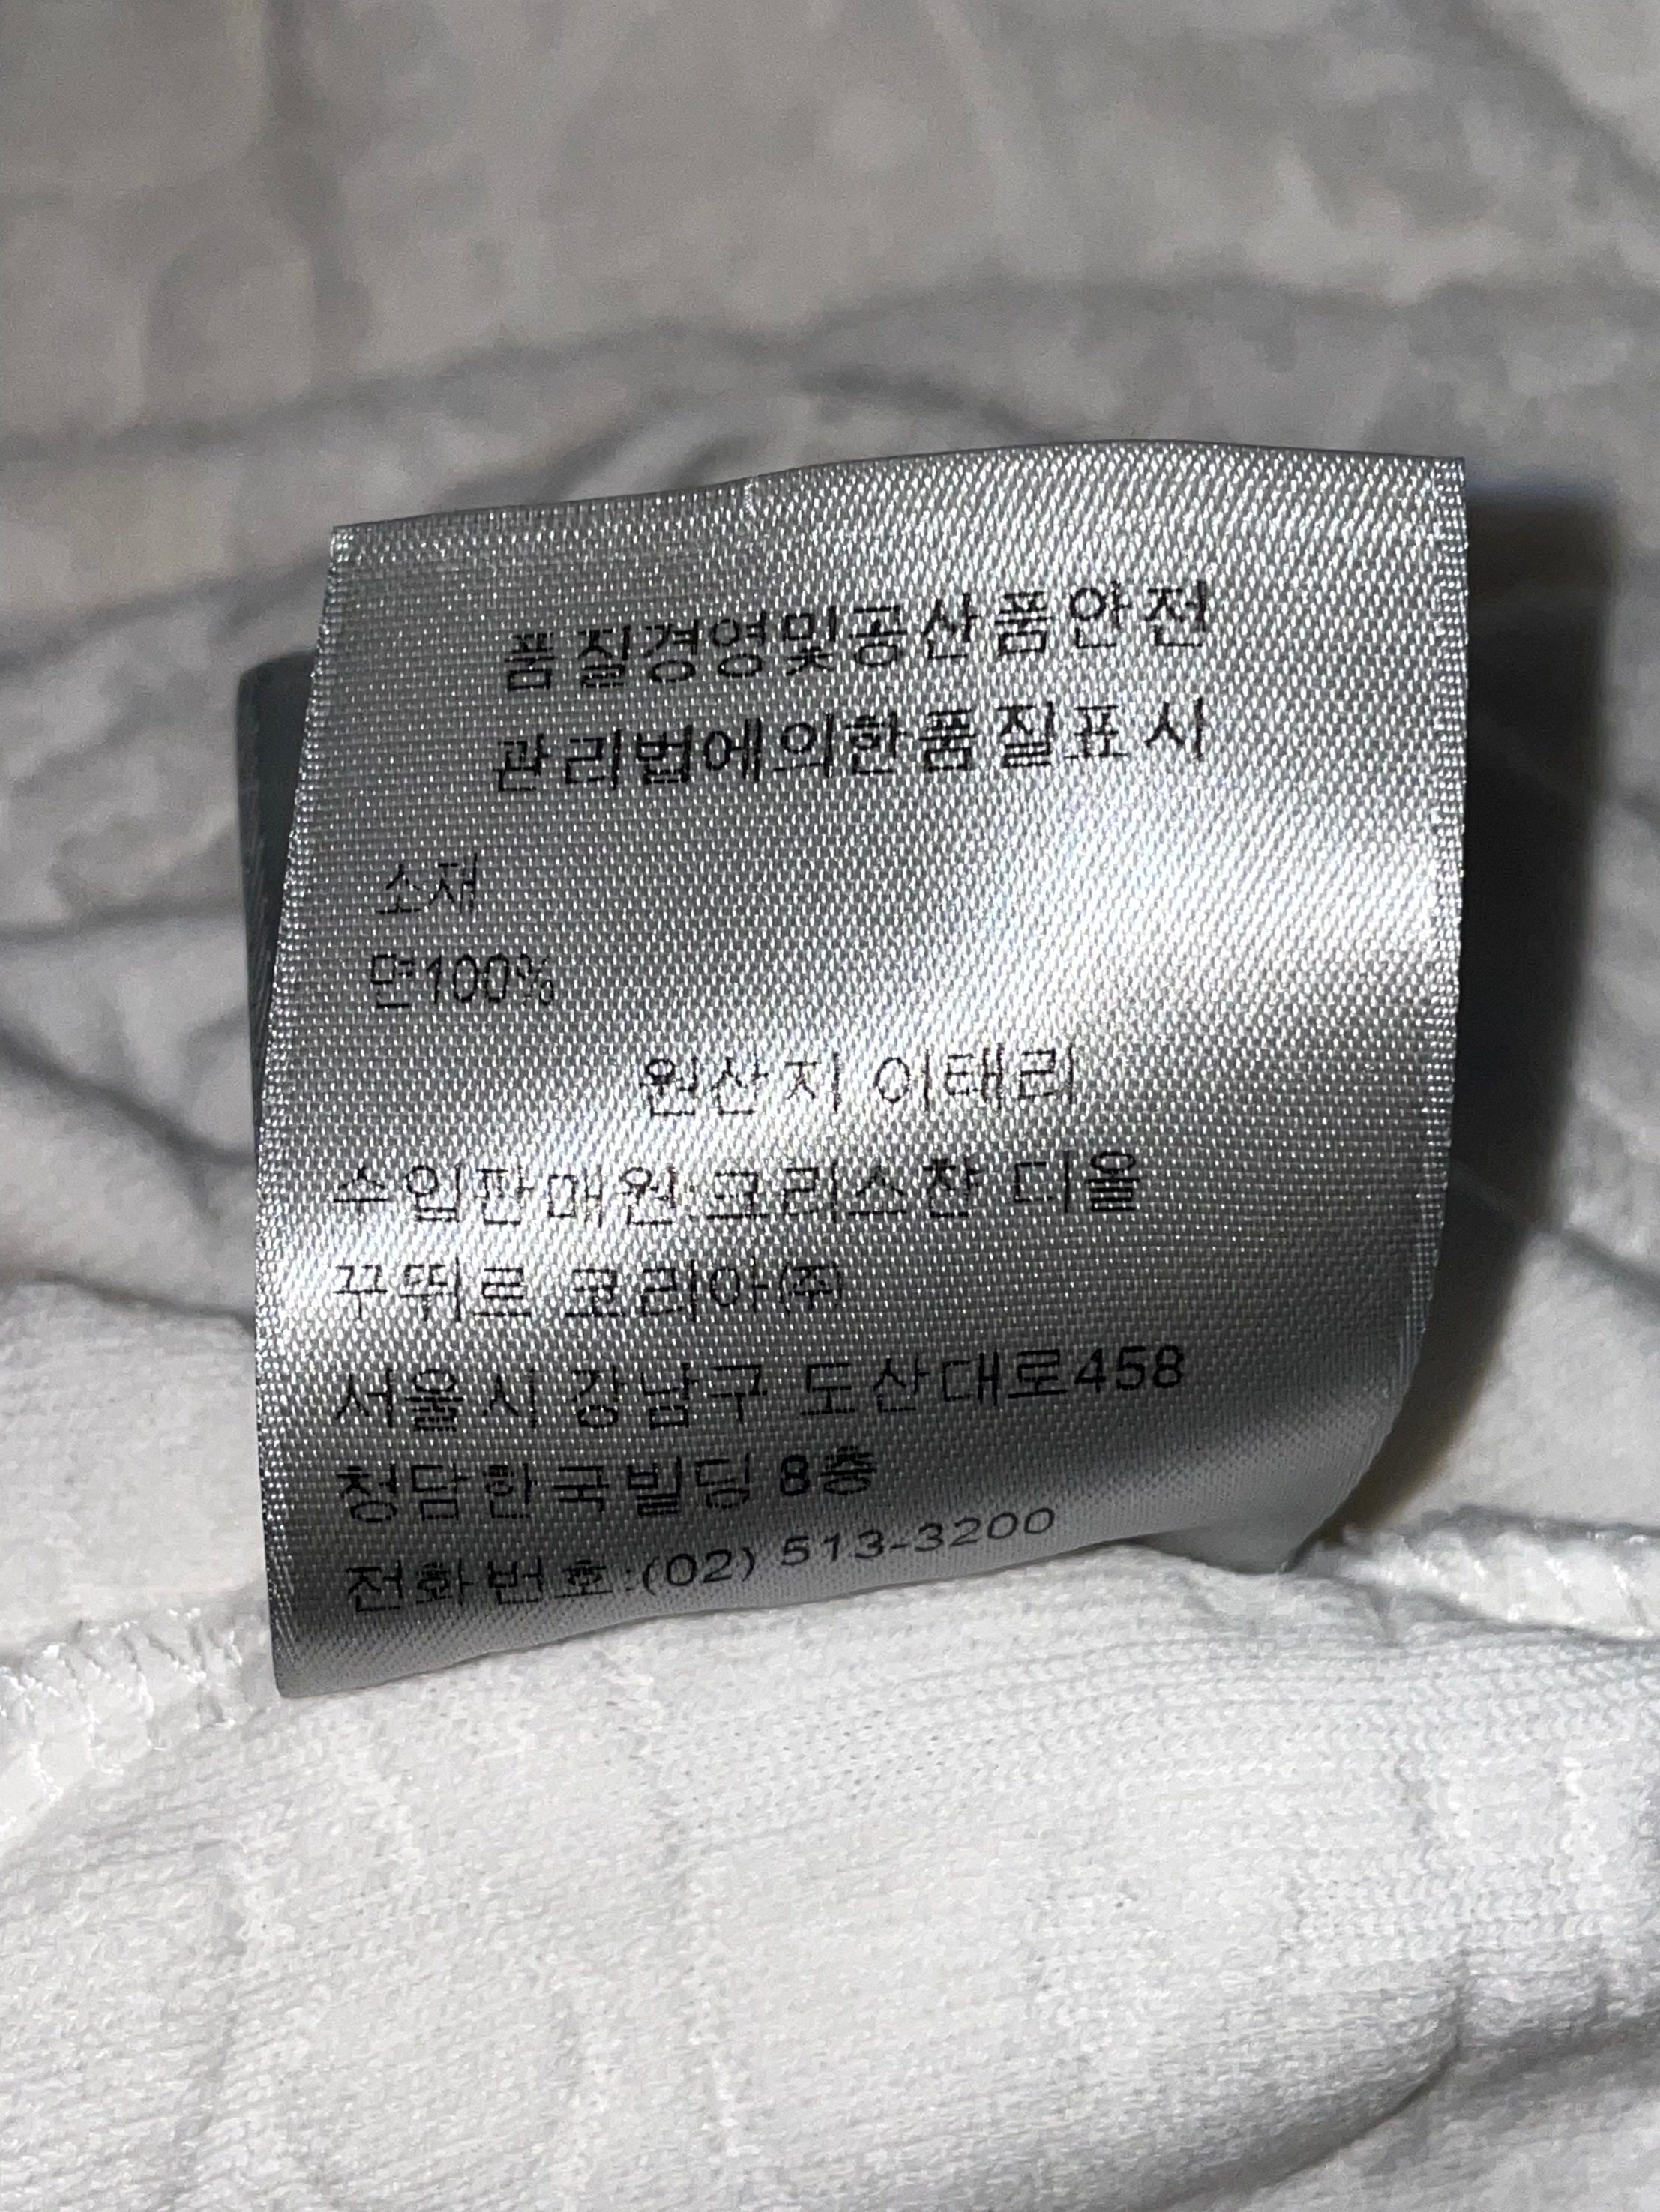 품질경영및공산품안전
관리법에의한품질표시
소재
면100%
원산지 이태리
수입판매원:크리스챤 디올
꾸뛰르 코리아(주)
서울시 강남구 도산대로458
청담한국빌딩 8층
전화번호:(02) 513-3200